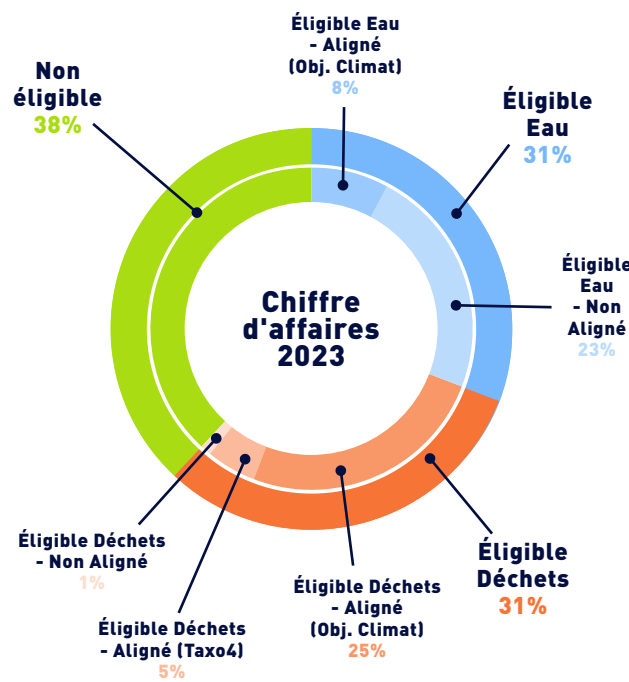 Éligible Eau
- Aligné
(Obj. Climat)
8%
Non
éligible
38%
Éligible
Eau
31%
Éligible
Eau
- Non
Aligné
23%
Chiffre
d'affaires
2023
Éligible Déchets
- Non Aligné
1%
Éligible Déchets
- Aligné (Taxo4)
5%
Éligible Déchets
- Aligné
(Obj. Climat)
25%
Éligible
Déchets
31%